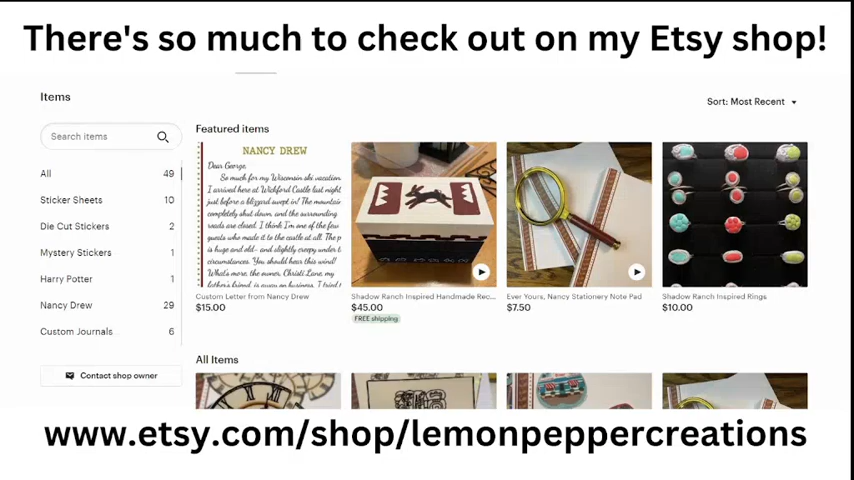 There's so much to check out on my Etsy shop!
Items
Sort: Most Recent
Search items
Featured items
All 49
Sticker Sheets 10
Die Cut Stickers 2
Mystery Stickers 1
Harry Potter 1
Nancy Drew 29
Custom Journals 6
Contact shop owner
NANCY DREW
Dear George,
So much for my Wisconsin ski vacation.
I arrived here at Wickford Castle last night
just before a blizzard swept in! The mountain
completely shut down, and the surrounding
roads are closed. I think I'm one of the few
guests who made it to the castle at all. The p
is huge and old- and slightly creepy under t
circumstances. You should hear this wind!
What's more, the owner, Christi Lane, my
father's friend, is away on business. I tried t
Custom Letter from Nancy Drew
$15.00
Shadow Ranch Inspired Handmade Rec...
$45.00
FREE shipping
Ever Yours, Nancy Stationery Note Pad
$7.50
Shadow Ranch Inspired Rings
$10.00
All Items
www.etsy.com/shop/lemonpeppercreations